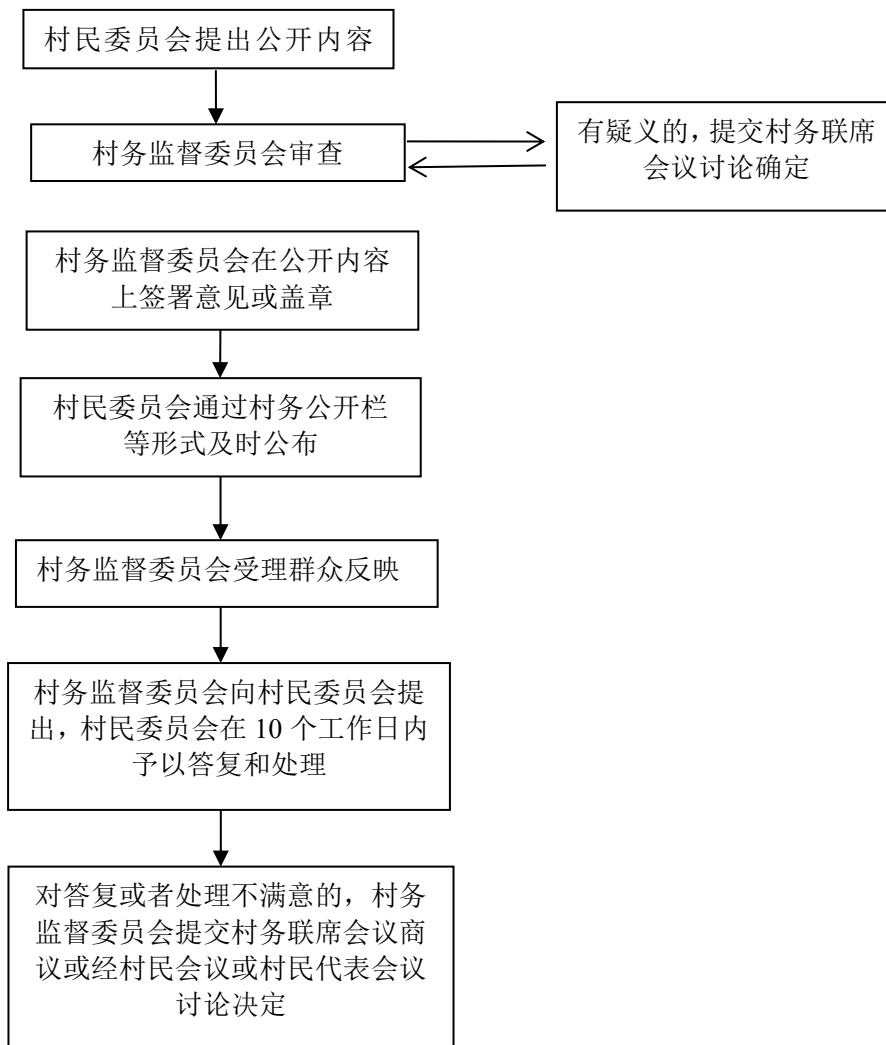 村民委员会提出公开内容
村务监督委员会审查
有疑义的，提交村务联席
会议讨论确定
村务监督委员会在公开内容
上签署意见或盖章
村民委员会通过村务公开栏
等形式及时公布
村务监督委员会受理群众反映
村务监督委员会向村民委员会提
出，村民委员会在 10 个工作日内
予以答复和处理
对答复或者处理不满意的，村务
监督委员会提交村务联席会议商
议或经村民会议或村民代表会议
讨论决定